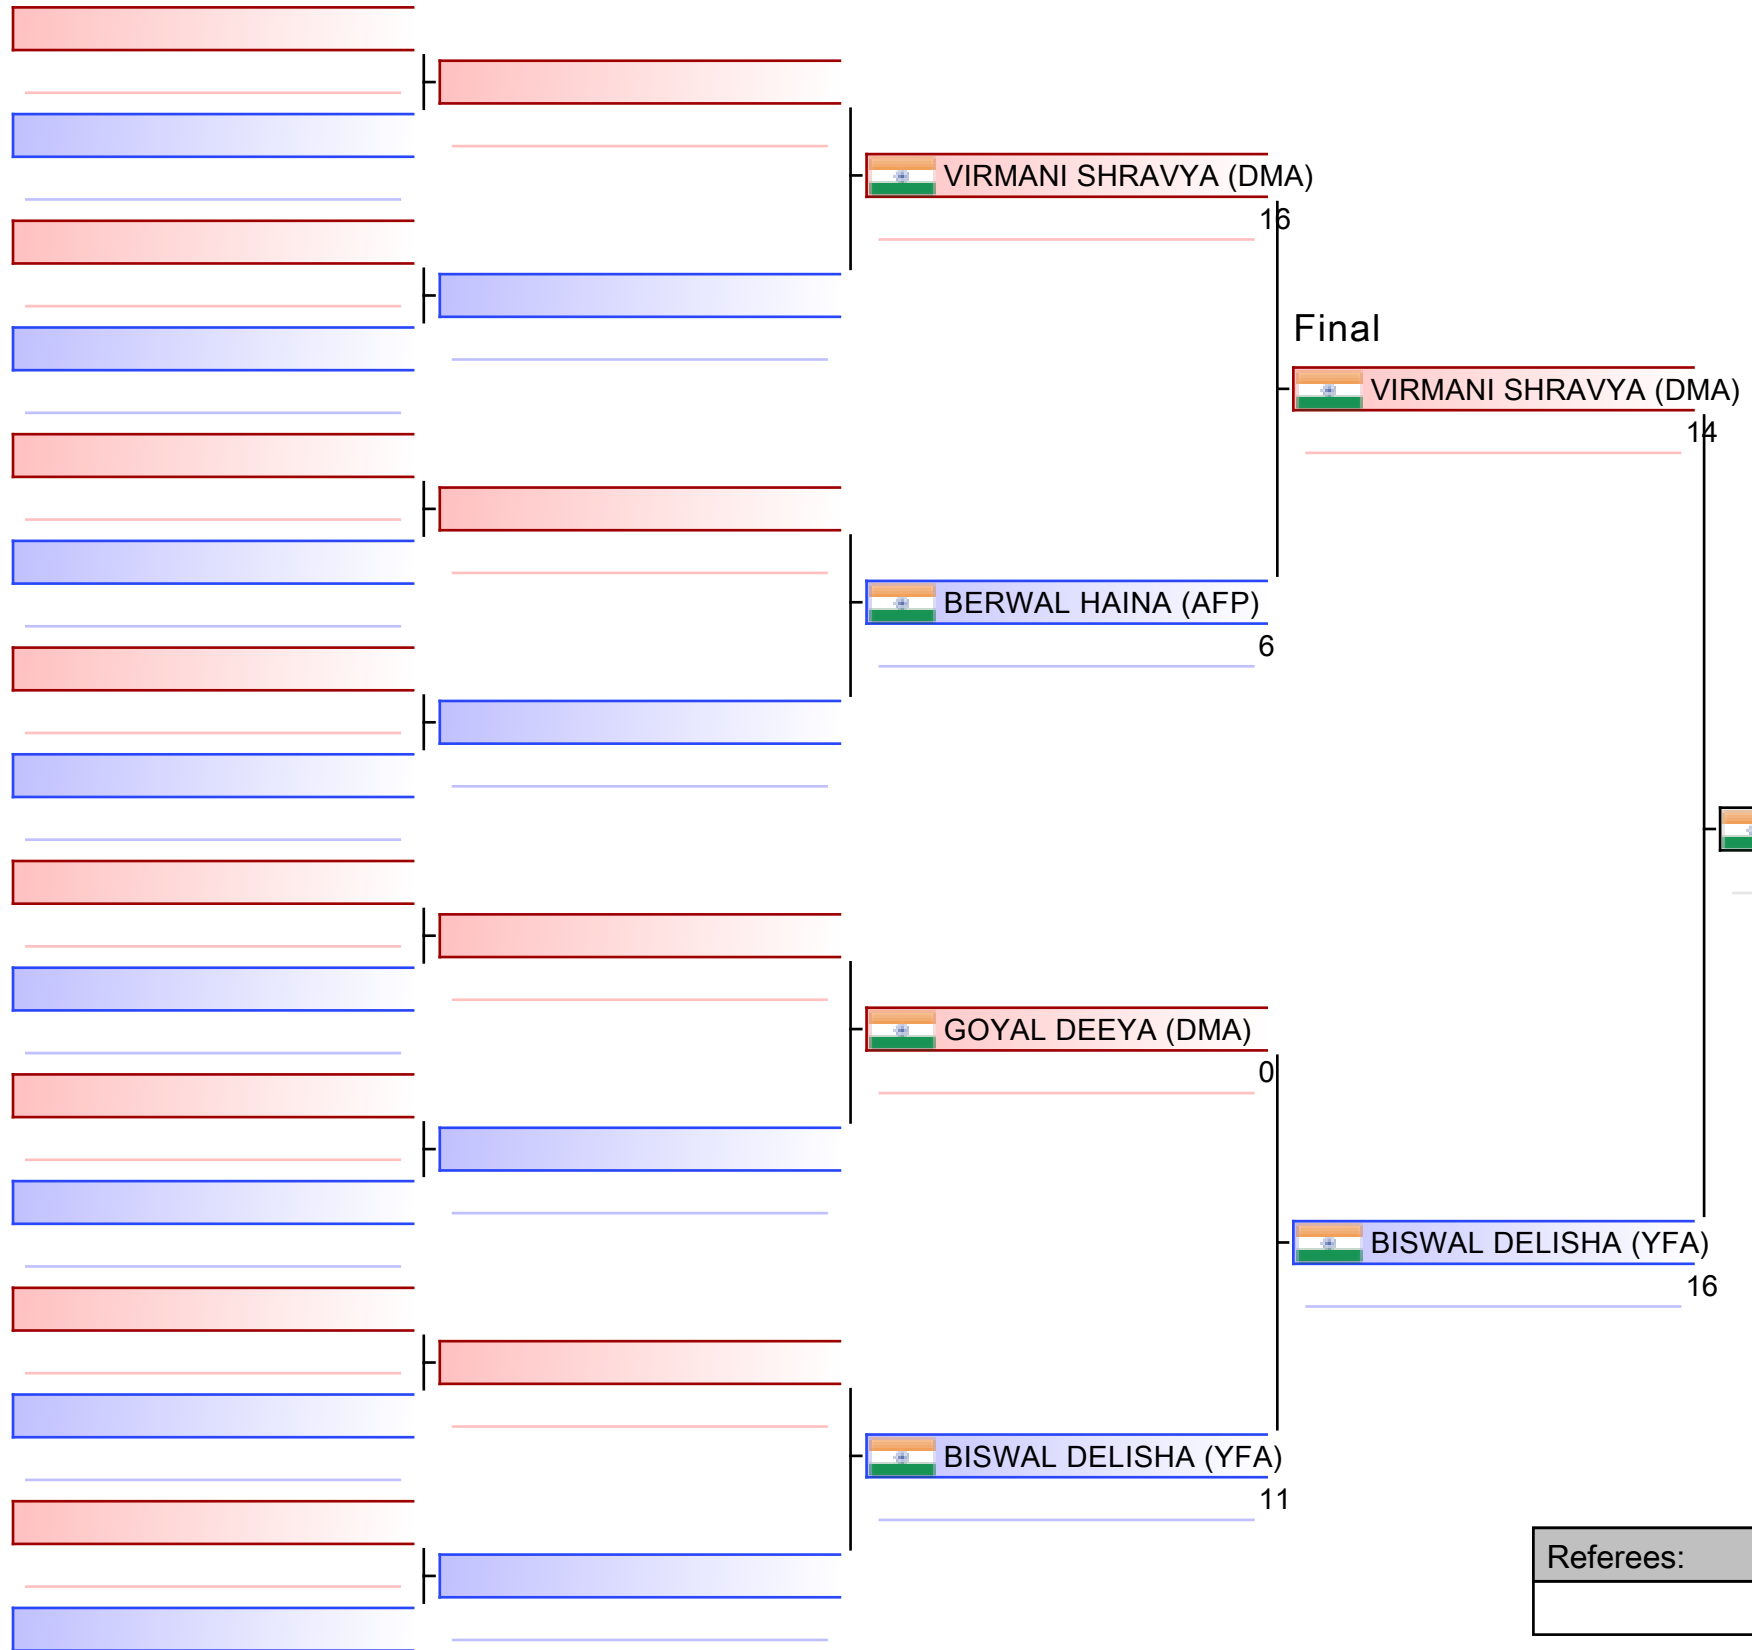 VIRMANI SHRAVYA (DMA)
16
Final
VIRMANI SHRAVYA (DMA)
14
BERWAL HAINA (AFP)
6
GOYAL DEEYA (DMA)
0
BISWAL DELISHA (YFA)
16
BISWAL DELISHA (YFA)
11
Referees: